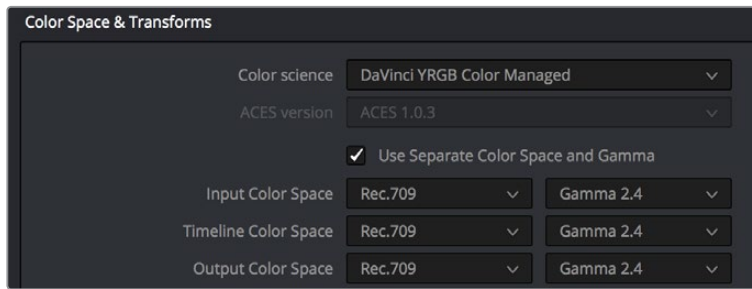 Color Space & Transforms
Color science DaVinci YRGB Color Managed
ACES version ACES 1.0.3
Use Separate Color Space and Gamma
Input Color Space Rec.709 Gamma 2.4
Timeline Color Space Rec.709 Gamma 2.4
Output Color Space Rec.709 Gamma 2.4